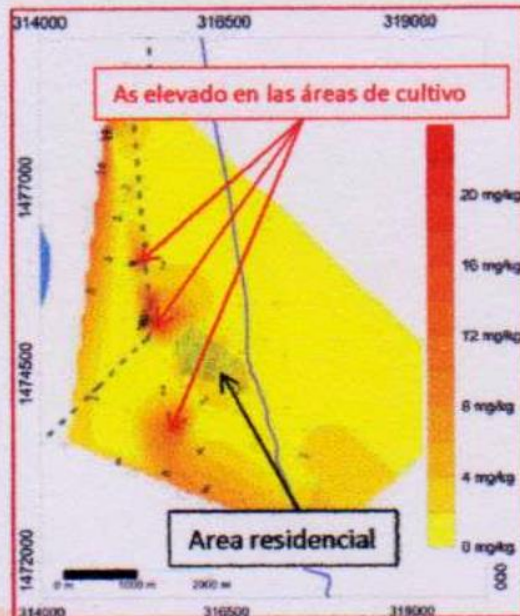 314000 316500 319000
As elevado en las áreas de cultivo
1477000
1474500
1472000
20 mg/kg
16 mg/kg
12 mg/kg
8 mg/kg
4 mg/kg
0 mg/kg
Area residencial
0 m 1000 m 2000 m
000
314000 316500 319000